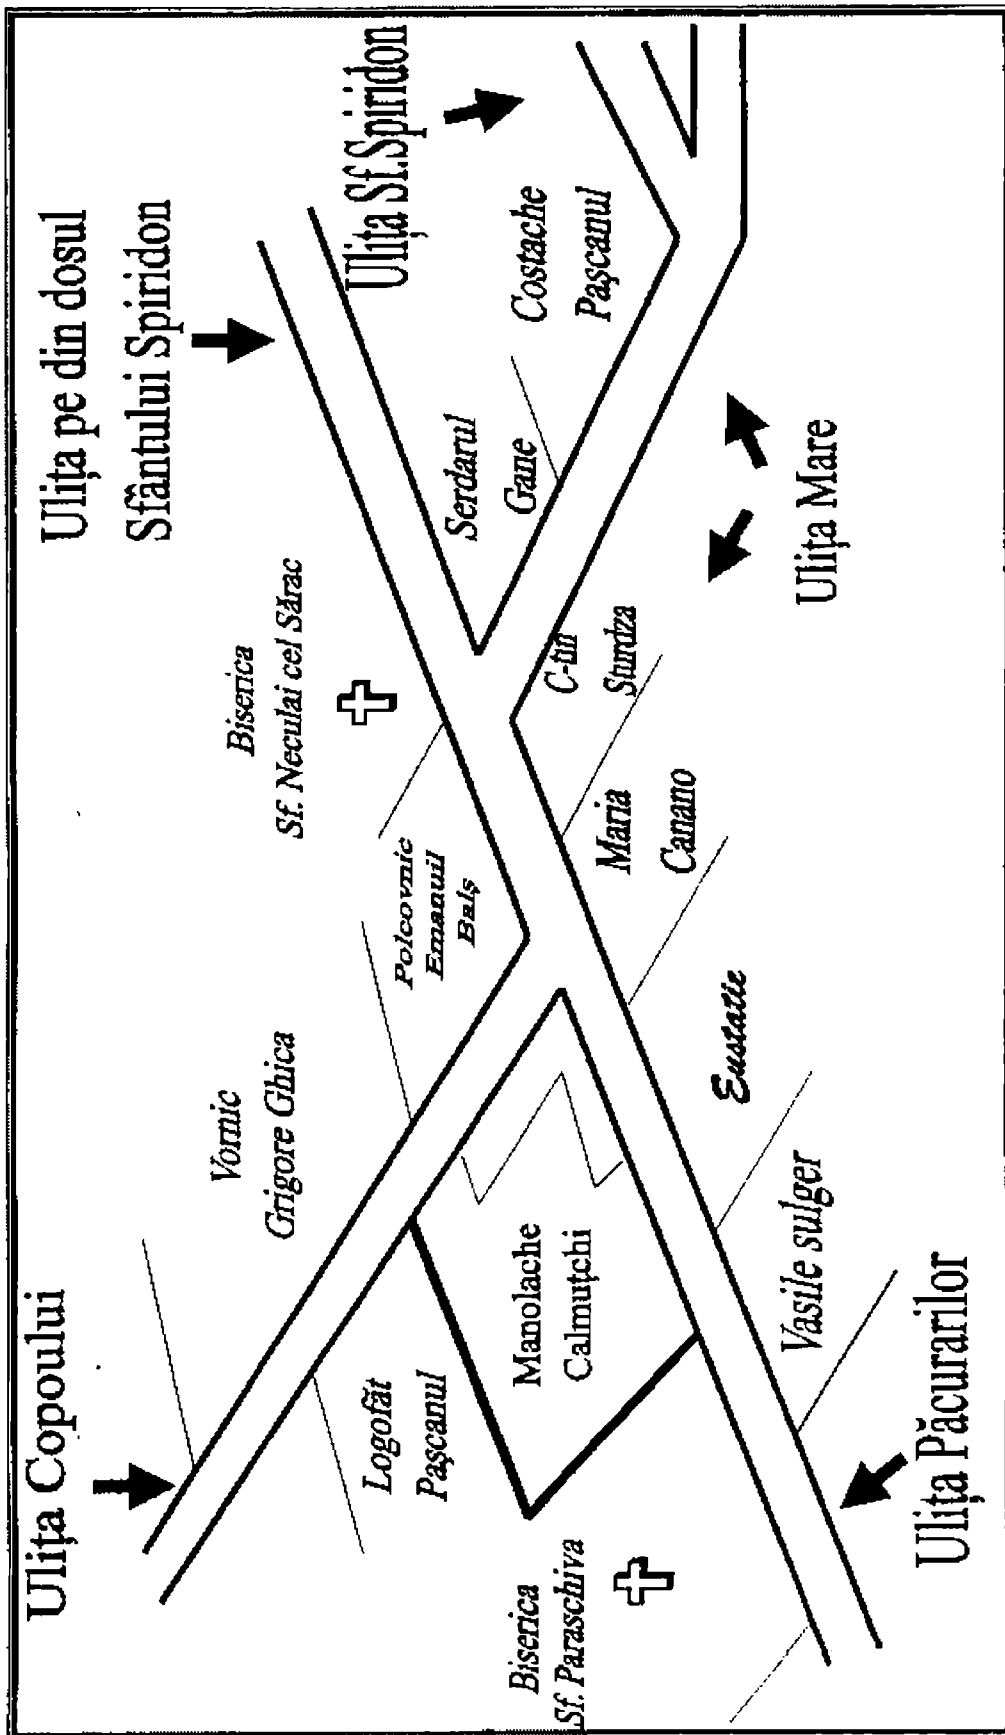 Ulița Copoului
Vornic
Grigore Ghica
Biserica
Sf. Neculai cel Sărac
Ulița pe din dosul
Sfântului Spiridon
Ulița Sf.Spiridon
Logofăt
Pașcanul
Polcovnic
Emanuil
Balș
Serdarul
Gane
Costache
Pașcanul
Biserica
Sf. Paraschiva
Manolache
Calmuțchi
Maria
Canano
C-tin
Sturdza
Eustatie
Vasile sulger
Ulița Mare
Ulița Păcurarilor